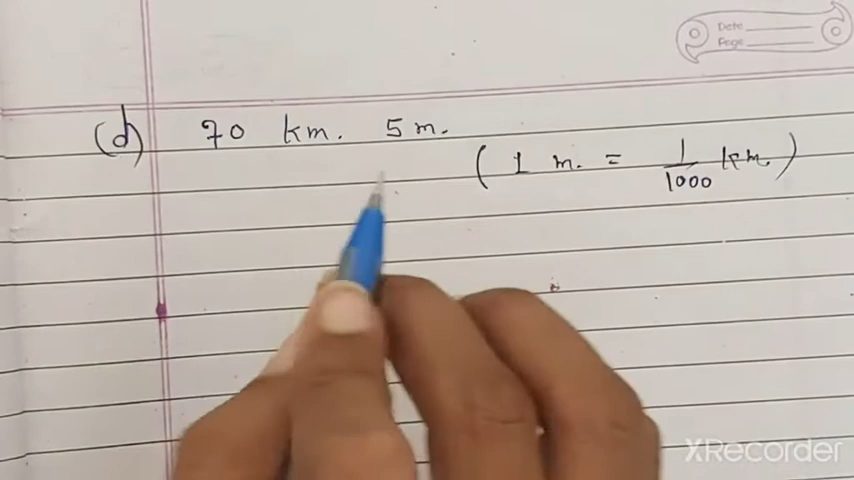 Date
Page
(d) 70 km. 5 m.
(1 m. = 1/1000 km.)
XRecorder